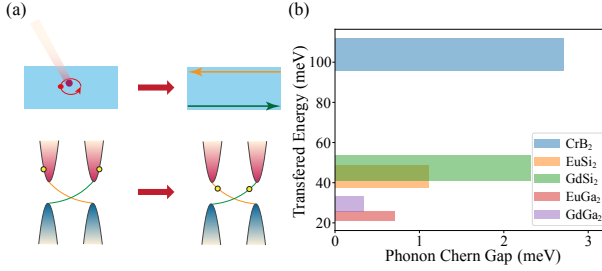 (a)
(b)
Transfered Energy (meV)
100
80
60
40
20
CrB₂
EuSi₂
GdSi₂
EuGa₂
GdGa₂
0
1
2
3
Phonon Chern Gap (meV)